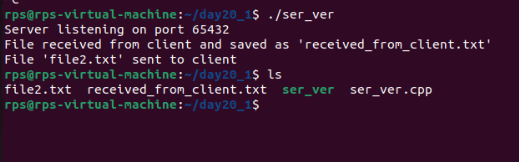 rps@rps-virtual-machine:~/day20_1$ ./ser_ver
Server listening on port 65432
File received from client and saved as 'received_from_client.txt'
File 'file2.txt' sent to client
rps@rps-virtual-machine:~/day20_1$ ls
file2.txt  received_from_client.txt  ser_ver  ser_ver.cpp
rps@rps-virtual-machine:~/day20_1$